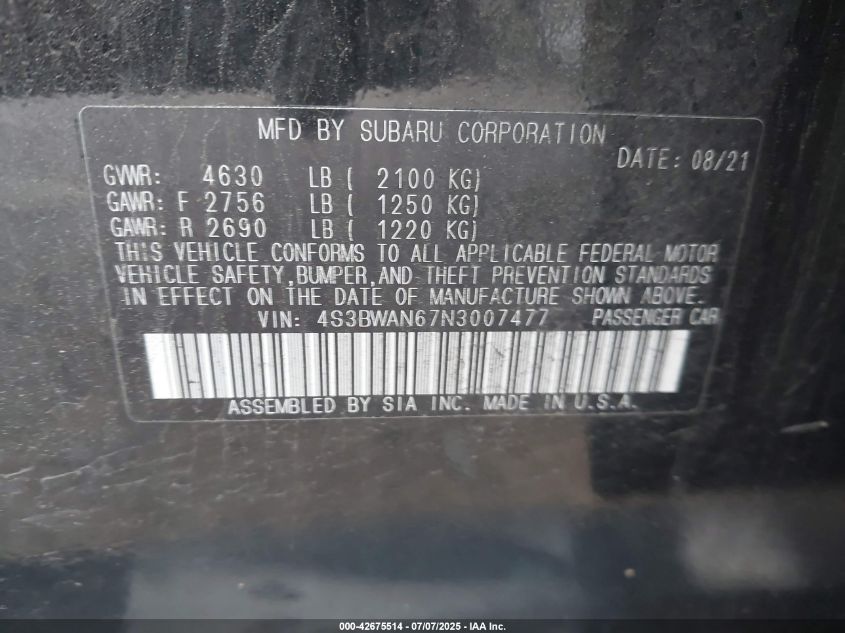 MFD BY SUBARU CORPORATION
DATE: 08/21
GVWR: 4630 LB ( 2100 KG)
GAWR: F 2756 LB ( 1250 KG)
GAWR: R 2690 LB ( 1220 KG)
THIS VEHICLE CONFORMS TO ALL APPLICABLE FEDERAL MOTOR
VEHICLE SAFETY,BUMPER,AND THEFT PREVENTION STANDARDS
IN EFFECT ON THE DATE OF MANUFACTURE SHOWN ABOVE.
VIN: 4S3BWAN67N3007477 PASSENGER CAR
ASSEMBLED BY SIA INC. MADE IN U.S.A.
000-42675514 - 07/07/2025 - IAA Inc.